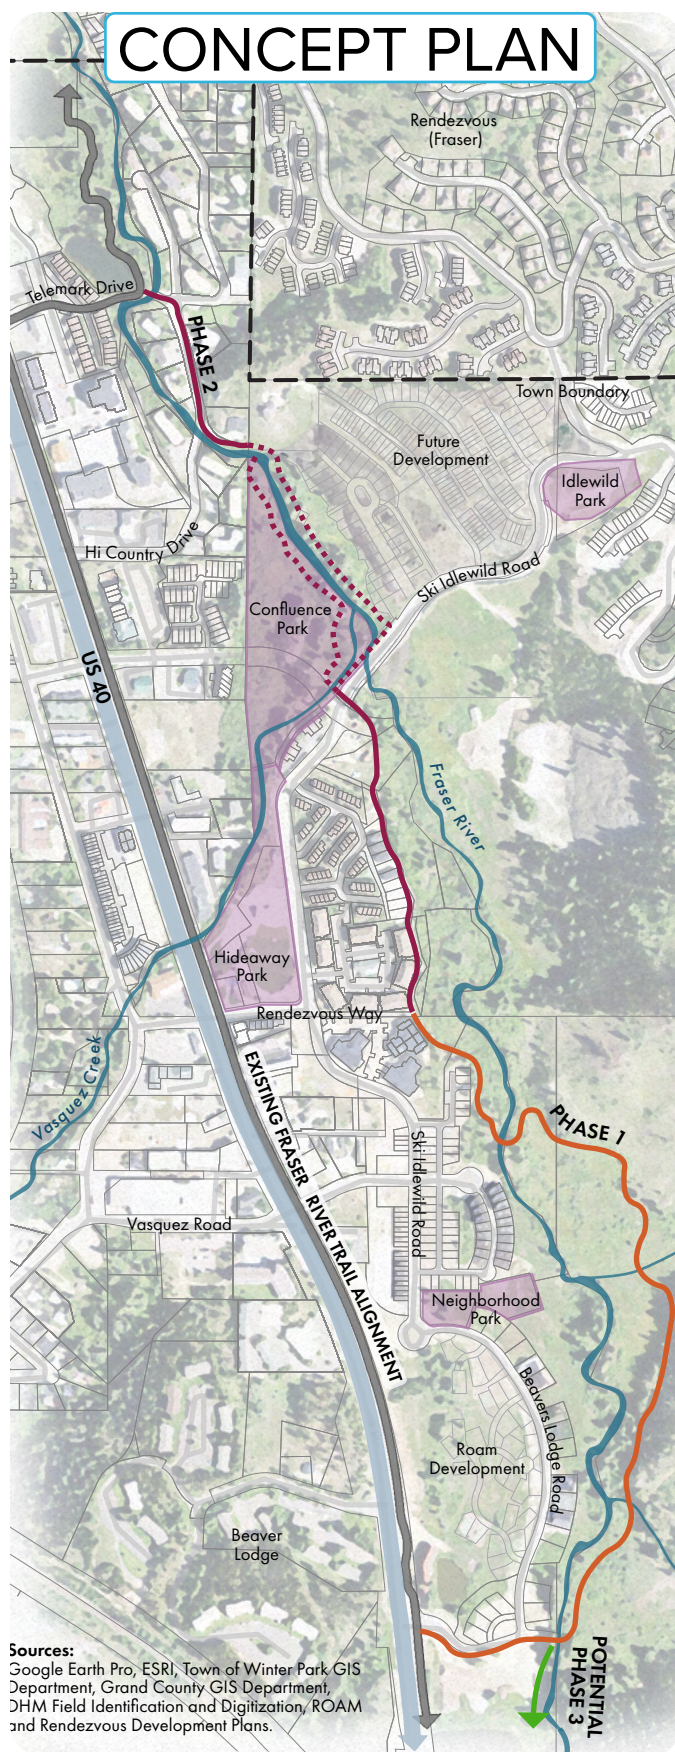 CONCEPT PLAN
Rendezvous
(Fraser)
Telemark Drive
PHASE 2
Town Boundary
Future
Development
Idlewild
Park
Hi Country Drive
Ski Idlewild Road
Confluence
Park
US 40
Fraser River
Hideaway
Park
Rendezvous Way
Vasquez Creek
EXISTING FRASER RIVER TRAIL ALIGNMENT
PHASE 1
Ski Idlewild Road
Vasquez Road
Neighborhood
Park
Beavers Lodge Road
Roam
Development
Beaver
Lodge
POTENTIAL
PHASE 3
Sources:
Google Earth Pro, ESRI, Town of Winter Park GIS
Department, Grand County GIS Department,
DHM Field Identification and Digitization, ROAM
and Rendezvous Development Plans.